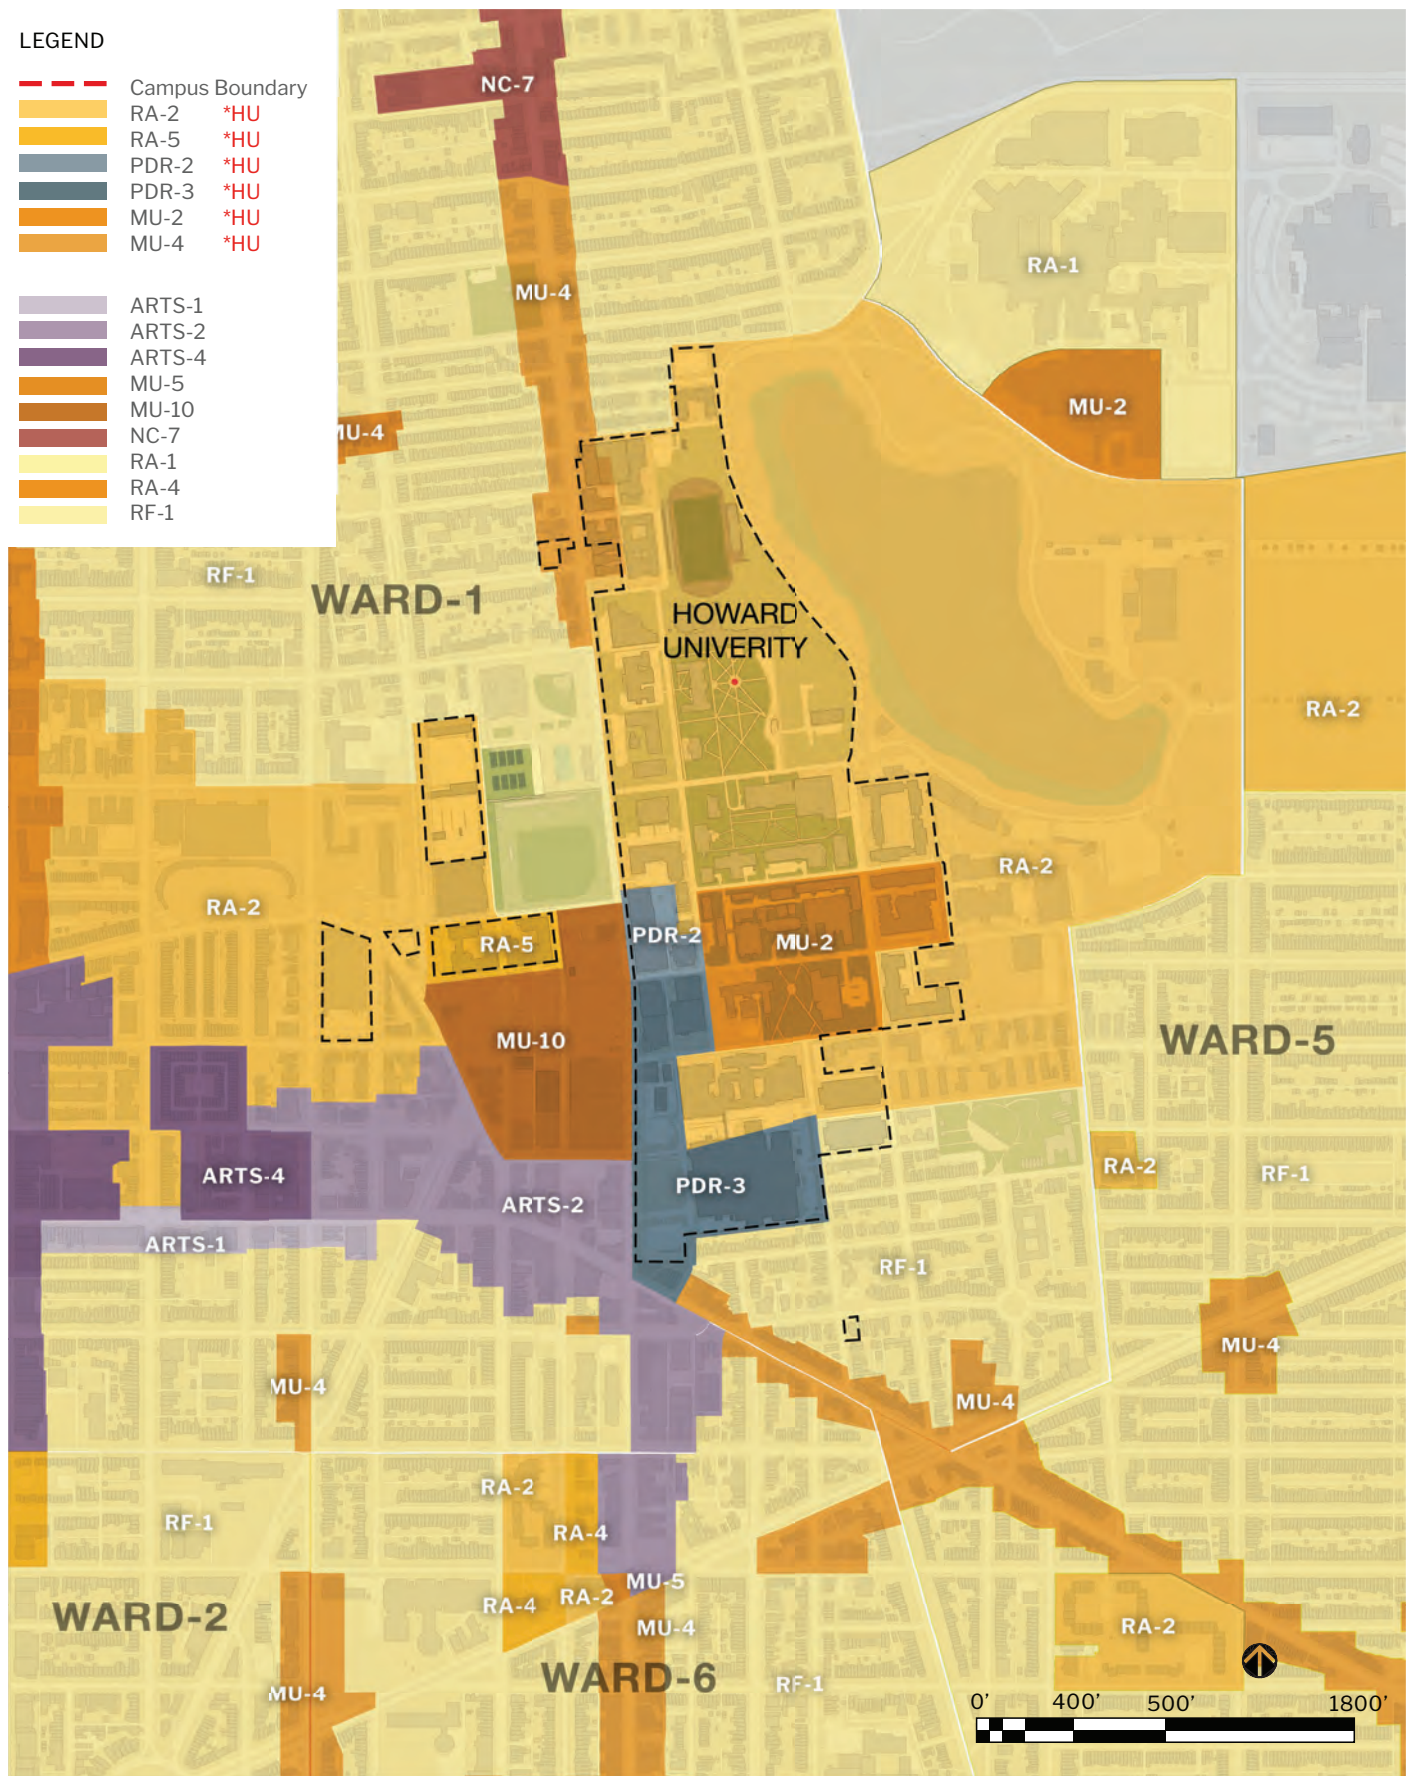 LEGEND
Campus Boundary
RA-2 *HU
RA-5 *HU
PDR-2 *HU
PDR-3 *HU
MU-2 *HU
MU-4 *HU
ARTS-1
ARTS-2
ARTS-4
MU-5
MU-10
NC-7
RA-1
RA-4
RF-1
NC-7
RA-1
MU-4
MU-2
MU-4
RF-1
WARD-1
HOWARD
UNIVERITY
RA-2
RA-2
RA-2
PDR-2
MU-2
RA-5
MU-10
WARD-5
RA-2
RF-1
ARTS-4
PDR-3
ARTS-2
ARTS-1
RF-1
MU-4
MU-4
MU-4
RA-2
RF-1
RA-4
MU-5
RA-2
RA-4
WARD-2
MU-4
RA-2
WARD-6
RF-1
MU-4
0' 400' 500' 1800'